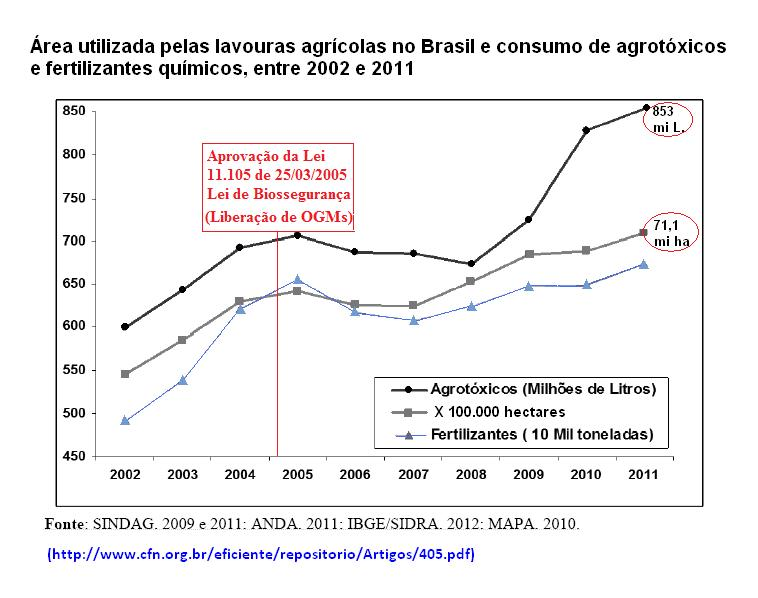 Área utilizada pelas lavouras agrícolas no Brasil e consumo de agrotóxicos
e fertilizantes químicos, entre 2002 e 2011
850
800
750
700
650
600
550
500
450
Aprovação da Lei
11.105 de 25/03/2005
Lei de Biossegurança
(Liberação de OGMs)
853
mi L.
71,1
mi ha
Agrotóxicos (Milhões de Litros)
X 100.000 hectares
Fertilizantes ( 10 Mil toneladas)
2002 2003 2004 2005 2006 2007 2008 2009 2010 2011
Fonte: SINDAG. 2009 e 2011: ANDA. 2011: IBGE/SIDRA. 2012: MAPA. 2010.
(http://www.cfn.org.br/eficiente/repositorio/Artigos/405.pdf)